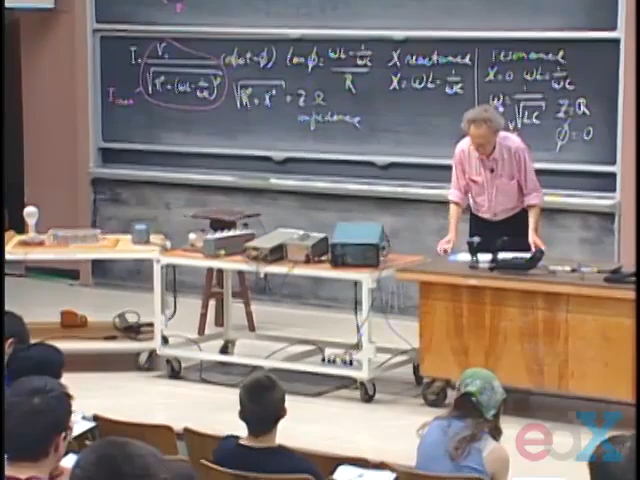 I = V₀ / √(R² + (ωL - 1/ωC)²) cos(ωt-φ) tan φ = (ωL - 1/ωC) / R
X reactance
X = ωL - 1/ωC
Imax
√(R² + X²) = Z Ω
impedance
resonance
X = 0 ωL = 1/ωC
ω₀ = 1/√(LC) Z = R
φ = 0
edX